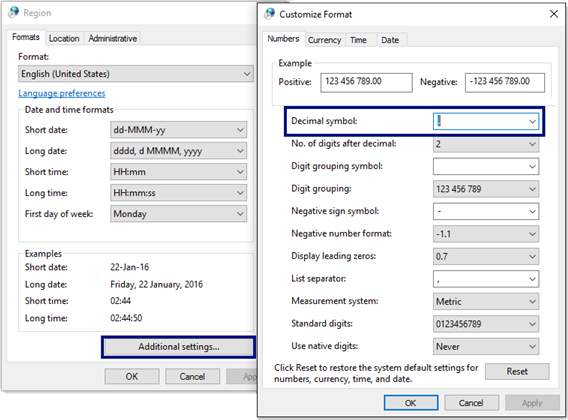 Region
Formats Location Administrative
Format:
English (United States)
Language preferences
Date and time formats
Short date: dd-MMM-yy
Long date: dddd, d MMMM, yyyy
Short time: HH:mm
Long time: HH:mm:ss
First day of week: Monday
Examples
Short date: 22-Jan-16
Long date: Friday, 22 January, 2016
Short time: 02:44
Long time: 02:44:50
Additional settings...
OK Cancel
Customize Format
Numbers Currency Time Date
Example
Positive: 123 456 789.00 Negative: -123 456 789.00
Decimal symbol: .
No. of digits after decimal: 2
Digit grouping symbol:
Digit grouping: 123 456 789
Negative sign symbol: -
Negative number format: -1.1
Display leading zeros: 0.7
List separator: ,
Measurement system: Metric
Standard digits: 0123456789
Use native digits: Never
Click Reset to restore the system default settings for
numbers, currency, time, and date.
Reset
OK Cancel Apply